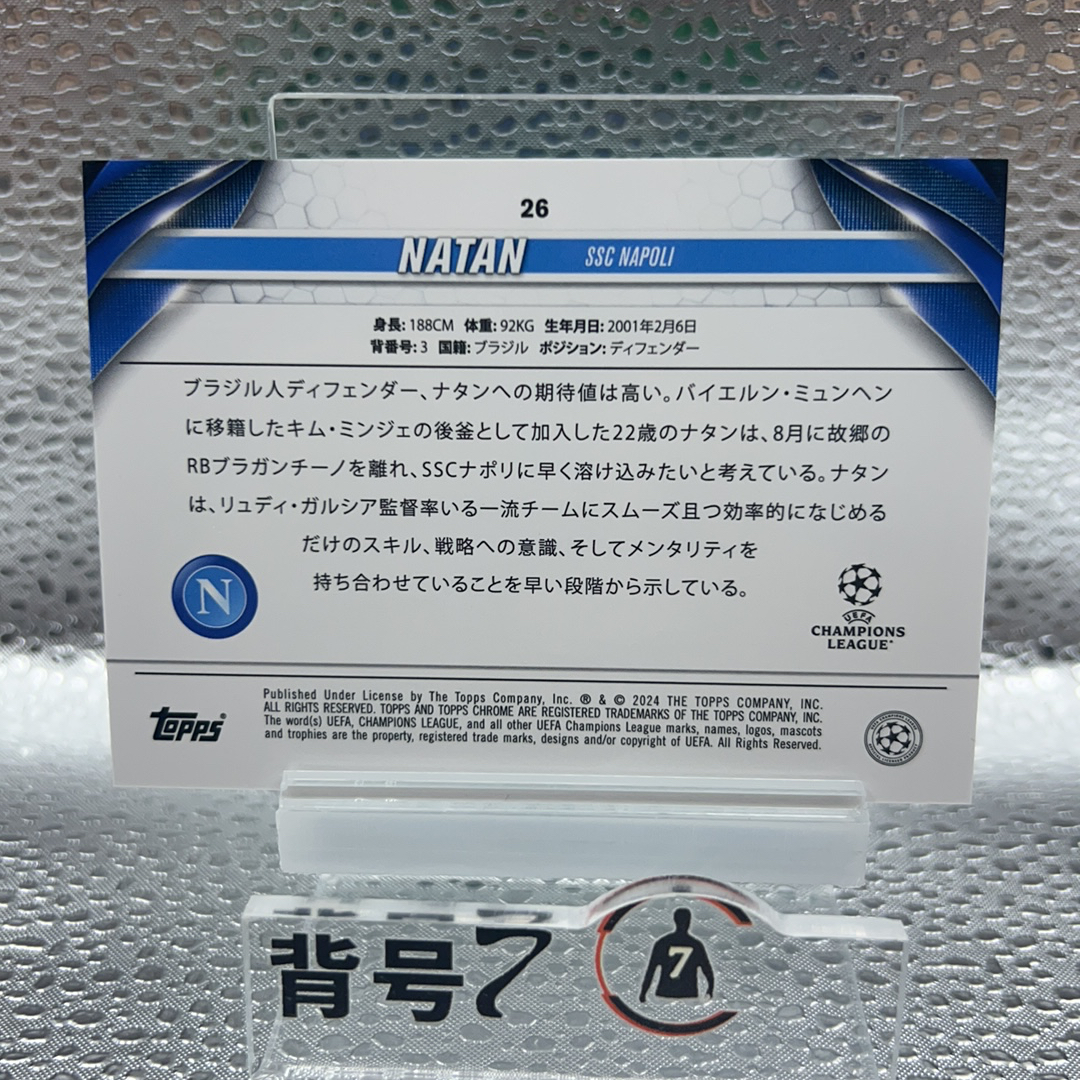 26
NATAN SSC NAPOLI
身長: 188CM 体重: 92KG 生年月日: 2001年2月6日
背番号: 3 国籍: ブラジル ポジション: ディフェンダー
ブラジル人ディフェンダー、ナタンへの期待値は高い。バイエルン・ミュンヘン
に移籍したキム・ミンジェの後釜として加入した22歳のナタンは、8月に故郷の
RBブラガンチーノを離れ、SSCナポリに早く溶け込みたいと考えている。ナタン
は、リュディ・ガルシア監督率いる一流チームにスムーズ且つ効率的になじめる
だけのスキル、戦略への意識、そしてメンタリティを
持ち合わせていることを早い段階から示している。
N
UEFA
CHAMPIONS
LEAGUE
topps®
Published Under License by The Topps Company, Inc. ® & © 2024 THE TOPPS COMPANY, INC.
ALL RIGHTS RESERVED. TOPPS AND TOPPS CHROME ARE REGISTERED TRADEMARKS OF THE TOPPS COMPANY, INC.
The word(s) UEFA, CHAMPIONS LEAGUE, and all other UEFA Champions League marks, names, logos, mascots
and trophies are the property, registered trade marks, designs and/or copyright of UEFA. All Rights Reserved.
背号7
7